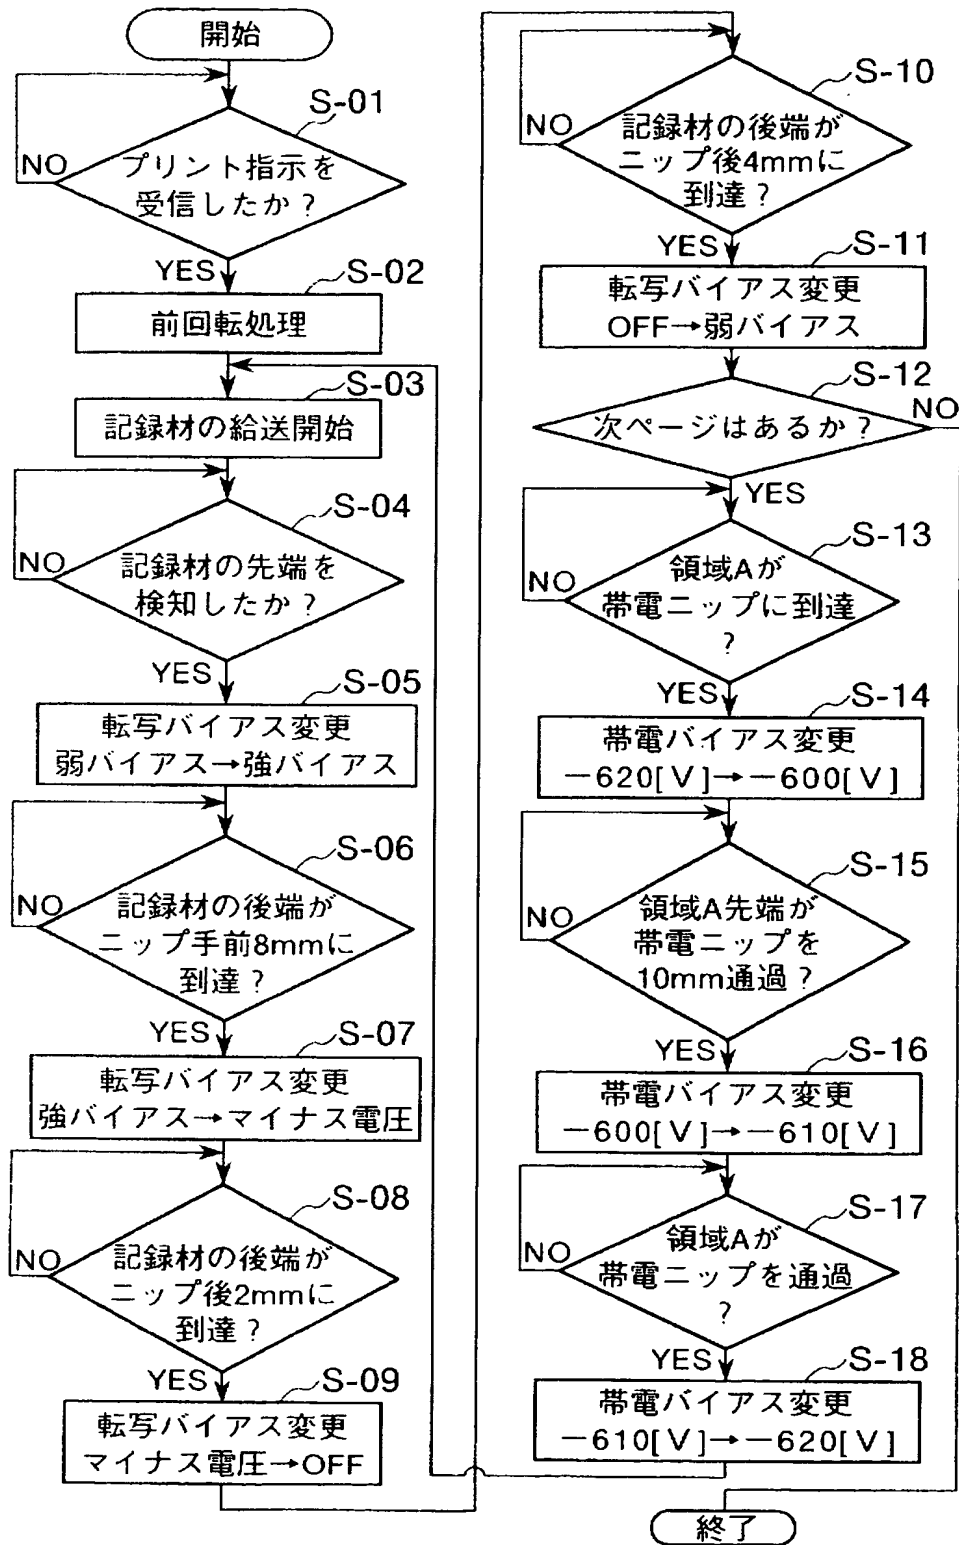 開始
S-01
プリント指示を
受信したか?
NO
YES
S-02
前回転処理
S-03
記録材の給送開始
S-04
記録材の先端を
検知したか?
NO
YES
S-05
転写バイアス変更
弱バイアス→強バイアス
S-06
記録材の後端が
ニップ手前8mmに
到達?
NO
YES
S-07
転写バイアス変更
強バイアス→マイナス電圧
S-08
記録材の後端が
ニップ後2mmに
到達?
NO
YES
S-09
転写バイアス変更
マイナス電圧→OFF
S-10
記録材の後端が
ニップ後4mmに
到達?
NO
YES
S-11
転写バイアス変更
OFF→弱バイアス
S-12
次ページはあるか?
NO
YES
S-13
領域Aが
帯電ニップに到達
?
NO
YES
S-14
帯電バイアス変更
-620[V]→-600[V]
S-15
領域A先端が
帯電ニップを
10mm通過?
NO
YES
S-16
帯電バイアス変更
-600[V]→-610[V]
S-17
領域Aが
帯電ニップを通過
?
NO
YES
S-18
帯電バイアス変更
-610[V]→-620[V]
終了